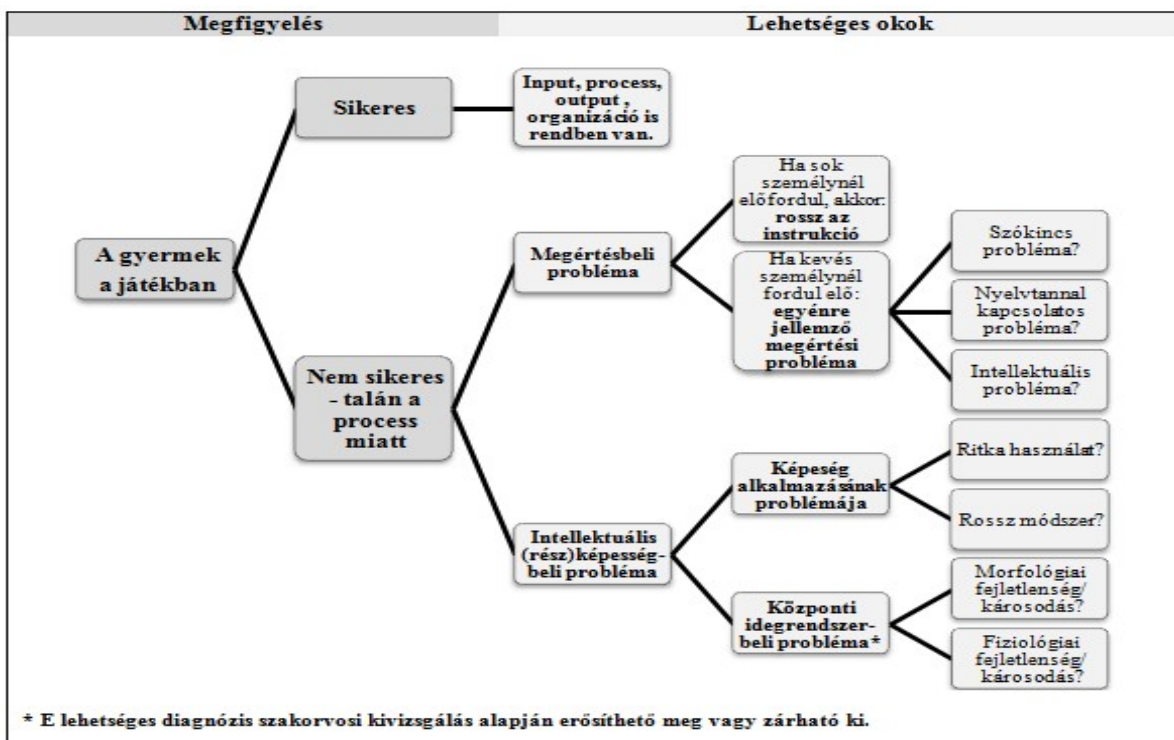 Megfigyelés
Lehetséges okok
A gyermek
a játékban
Sikeres
Input, process,
output ,
organizáció is
rendben van.
Nem sikeres
- talán a
process
miatt
Megértésbeli
probléma
Ha sok
személynél
előfordul, akkor:
rossz az
instrukció
Ha kevés
személynél
fordul elő:
egyénre
jellemző
megértési
probléma
Szókincs
probléma?
Nyelvtannal
kapcsolatos
probléma?
Intellektuális
probléma?
Intellektuális
(rész)képesség-
beli probléma
Képeség
alkalmazásának
problémája
Ritka használat?
Rossz módszer?
Központi
idegrendszer-
beli probléma*
Morfológiai
fejletlenség/
károsodás?
Fiziológiai
fejletlenség/
károsodás?
* E lehetséges diagnózis szakorvosi kivizsgálás alapján erősíthető meg vagy zárható ki.